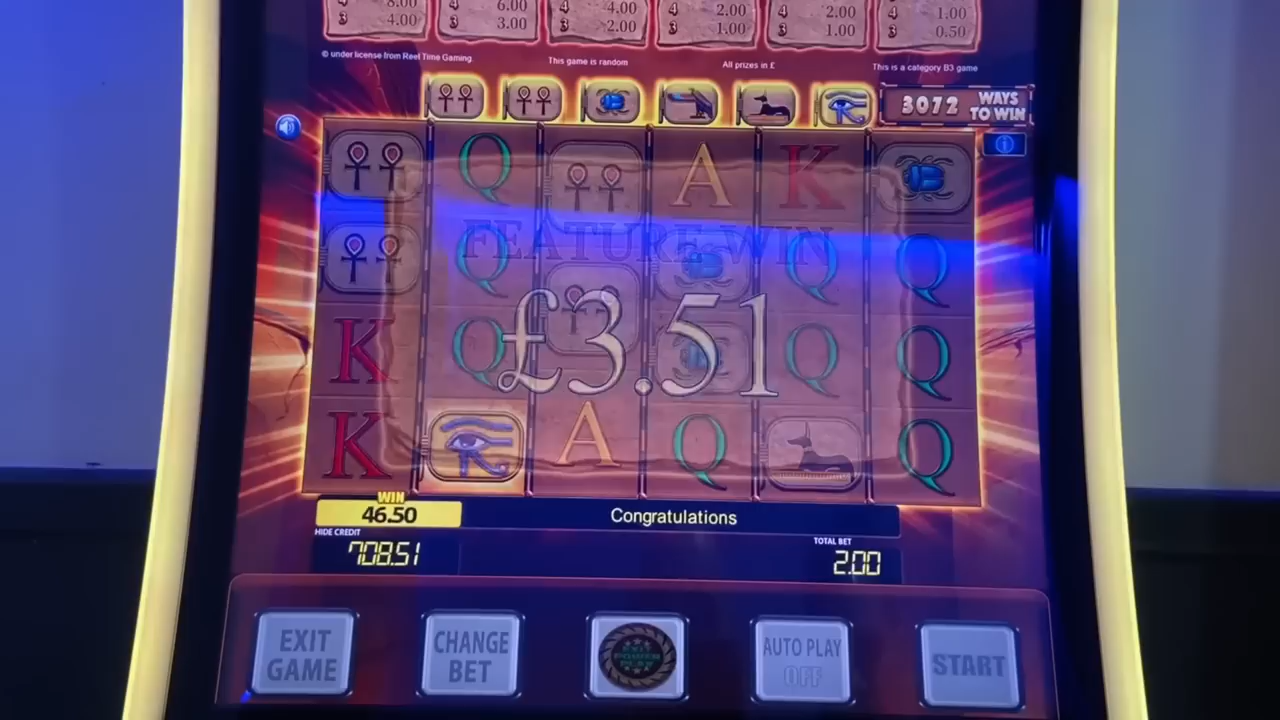 4 8.00 4 6.00 4 4.00 4 2.00 4 2.00 4 1.00
3 4.00 3 3.00 3 2.00 3 1.00 3 1.00 3 0.50
© under license from Reel Time Gaming. This game is random All prizes in £ This is a category B3 game
3072 WAYS
TO WIN
Q A K
FEATURE WIN
Q Q Q
£3.51
K Q Q Q
K A Q Q
WIN
46.50
Congratulations
HIDE CREDIT
708.51
TOTAL BET
2.00
EXIT
GAME
CHANGE
BET
EXIT
POWER
PLAY
AUTO PLAY
OFF
START